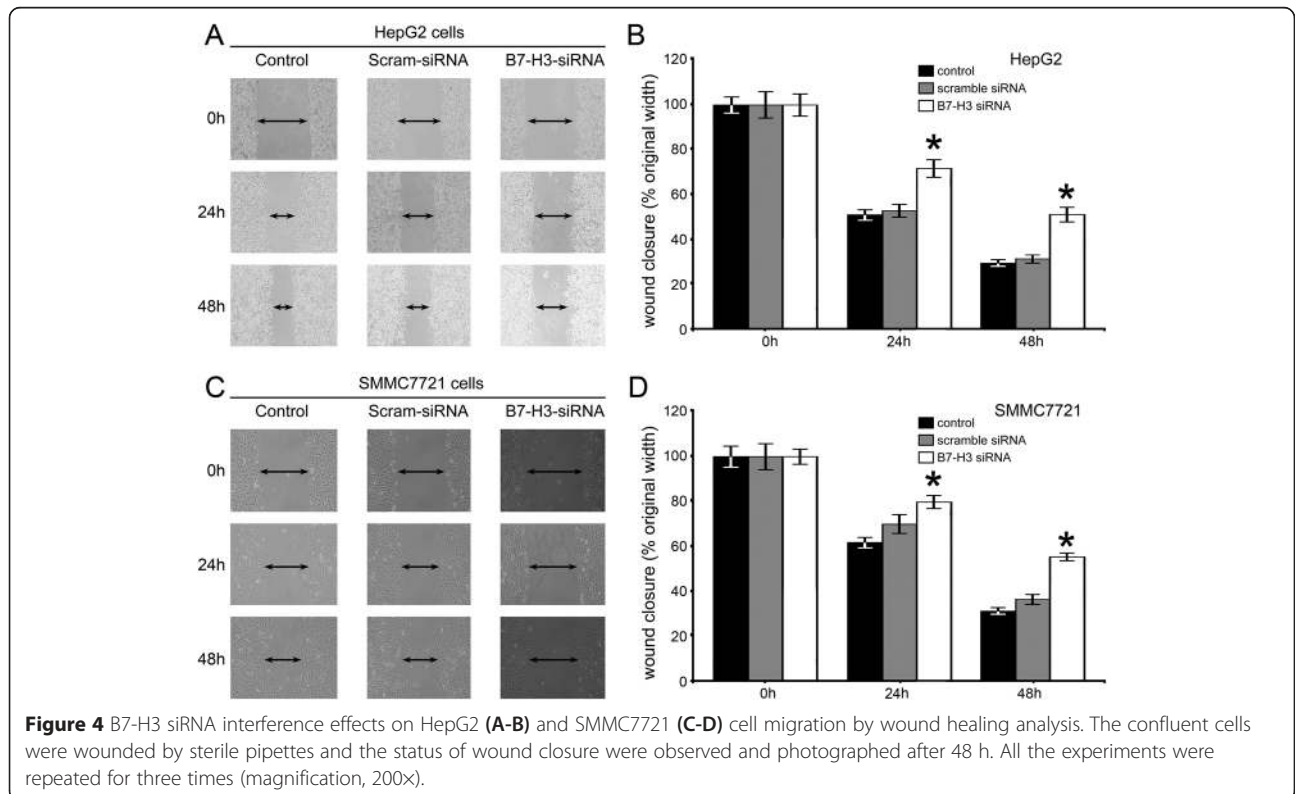 A
HepG2 cells
Control Scram-siRNA B7-H3-siRNA
0h
24h
48h
B
HepG2
control
scramble siRNA
B7-H3 siRNA
wound closure (% original width)
120
100
80
60
40
20
0
*
*
0h 24h 48h
C
SMMC7721 cells
Control Scram-siRNA B7-H3-siRNA
0h
24h
48h
D
SMMC7721
control
scramble siRNA
B7-H3 siRNA
wound closure (% original width)
120
100
80
60
40
20
0
*
*
0h 24h 48h
Figure 4 B7-H3 siRNA interference effects on HepG2 (A-B) and SMMC7721 (C-D) cell migration by wound healing analysis. The confluent cells
were wounded by sterile pipettes and the status of wound closure were observed and photographed after 48 h. All the experiments were
repeated for three times (magnification, 200×).